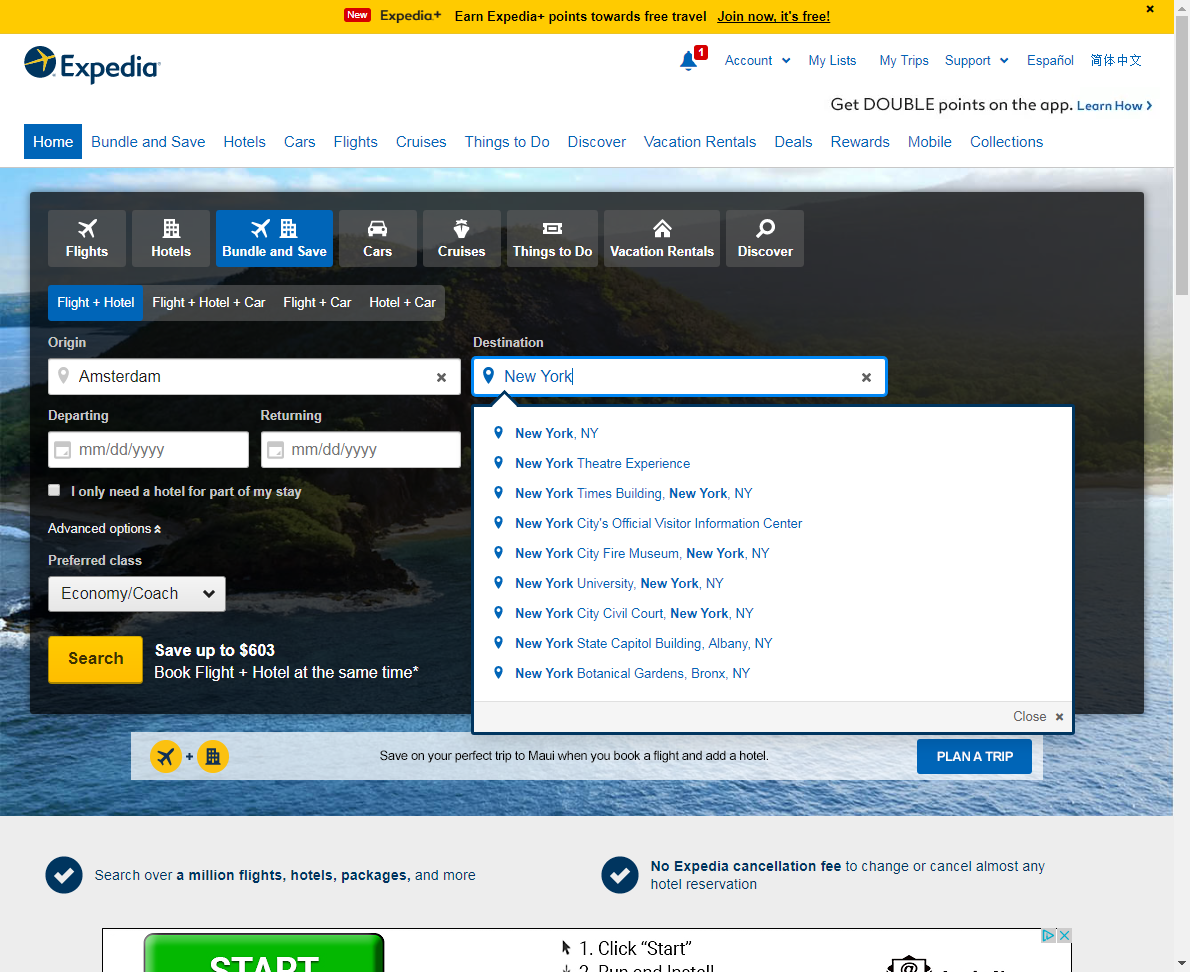 New Expedia+ Earn Expedia+ points towards free travel Join now, it's free!
Expedia
1 Account My Lists My Trips Support Español 简体中文
Get DOUBLE points on the app. Learn How
Home Bundle and Save Hotels Cars Flights Cruises Things to Do Discover Vacation Rentals Deals Rewards Mobile Collections
Flights Hotels Bundle and Save Cars Cruises Things to Do Vacation Rentals Discover
Flight + Hotel Flight + Hotel + Car Flight + Car Hotel + Car
Origin Destination
Amsterdam New York
Departing Returning
mm/dd/yyyy mm/dd/yyyy
I only need a hotel for part of my stay
Advanced options
Preferred class
Economy/Coach
Search Save up to $603
Book Flight + Hotel at the same time*
New York, NY
New York Theatre Experience
New York Times Building, New York, NY
New York City's Official Visitor Information Center
New York City Fire Museum, New York, NY
New York University, New York, NY
New York City Civil Court, New York, NY
New York State Capitol Building, Albany, NY
New York Botanical Gardens, Bronx, NY
Close
+ Save on your perfect trip to Maui when you book a flight and add a hotel. PLAN A TRIP
Search over a million flights, hotels, packages, and more
No Expedia cancellation fee to change or cancel almost any
hotel reservation
START
1. Click “Start”
2. Run and Install